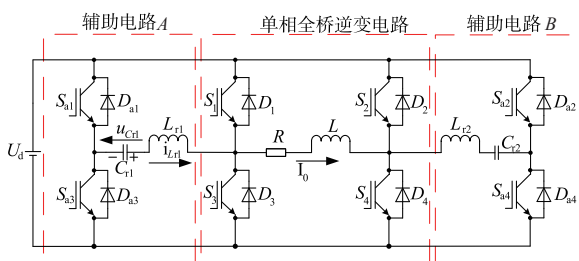 辅助电路A 单相全桥逆变电路 辅助电路B
Sa1 Da1 S1 D1 S2 D2 Sa2 Da2
uCr1 Lr1 R L Lr2 Cr2
Ud − + Cr1 iLr1 I0
Sa3 Da3 S3 D3 S4 D4 Sa4 Da4